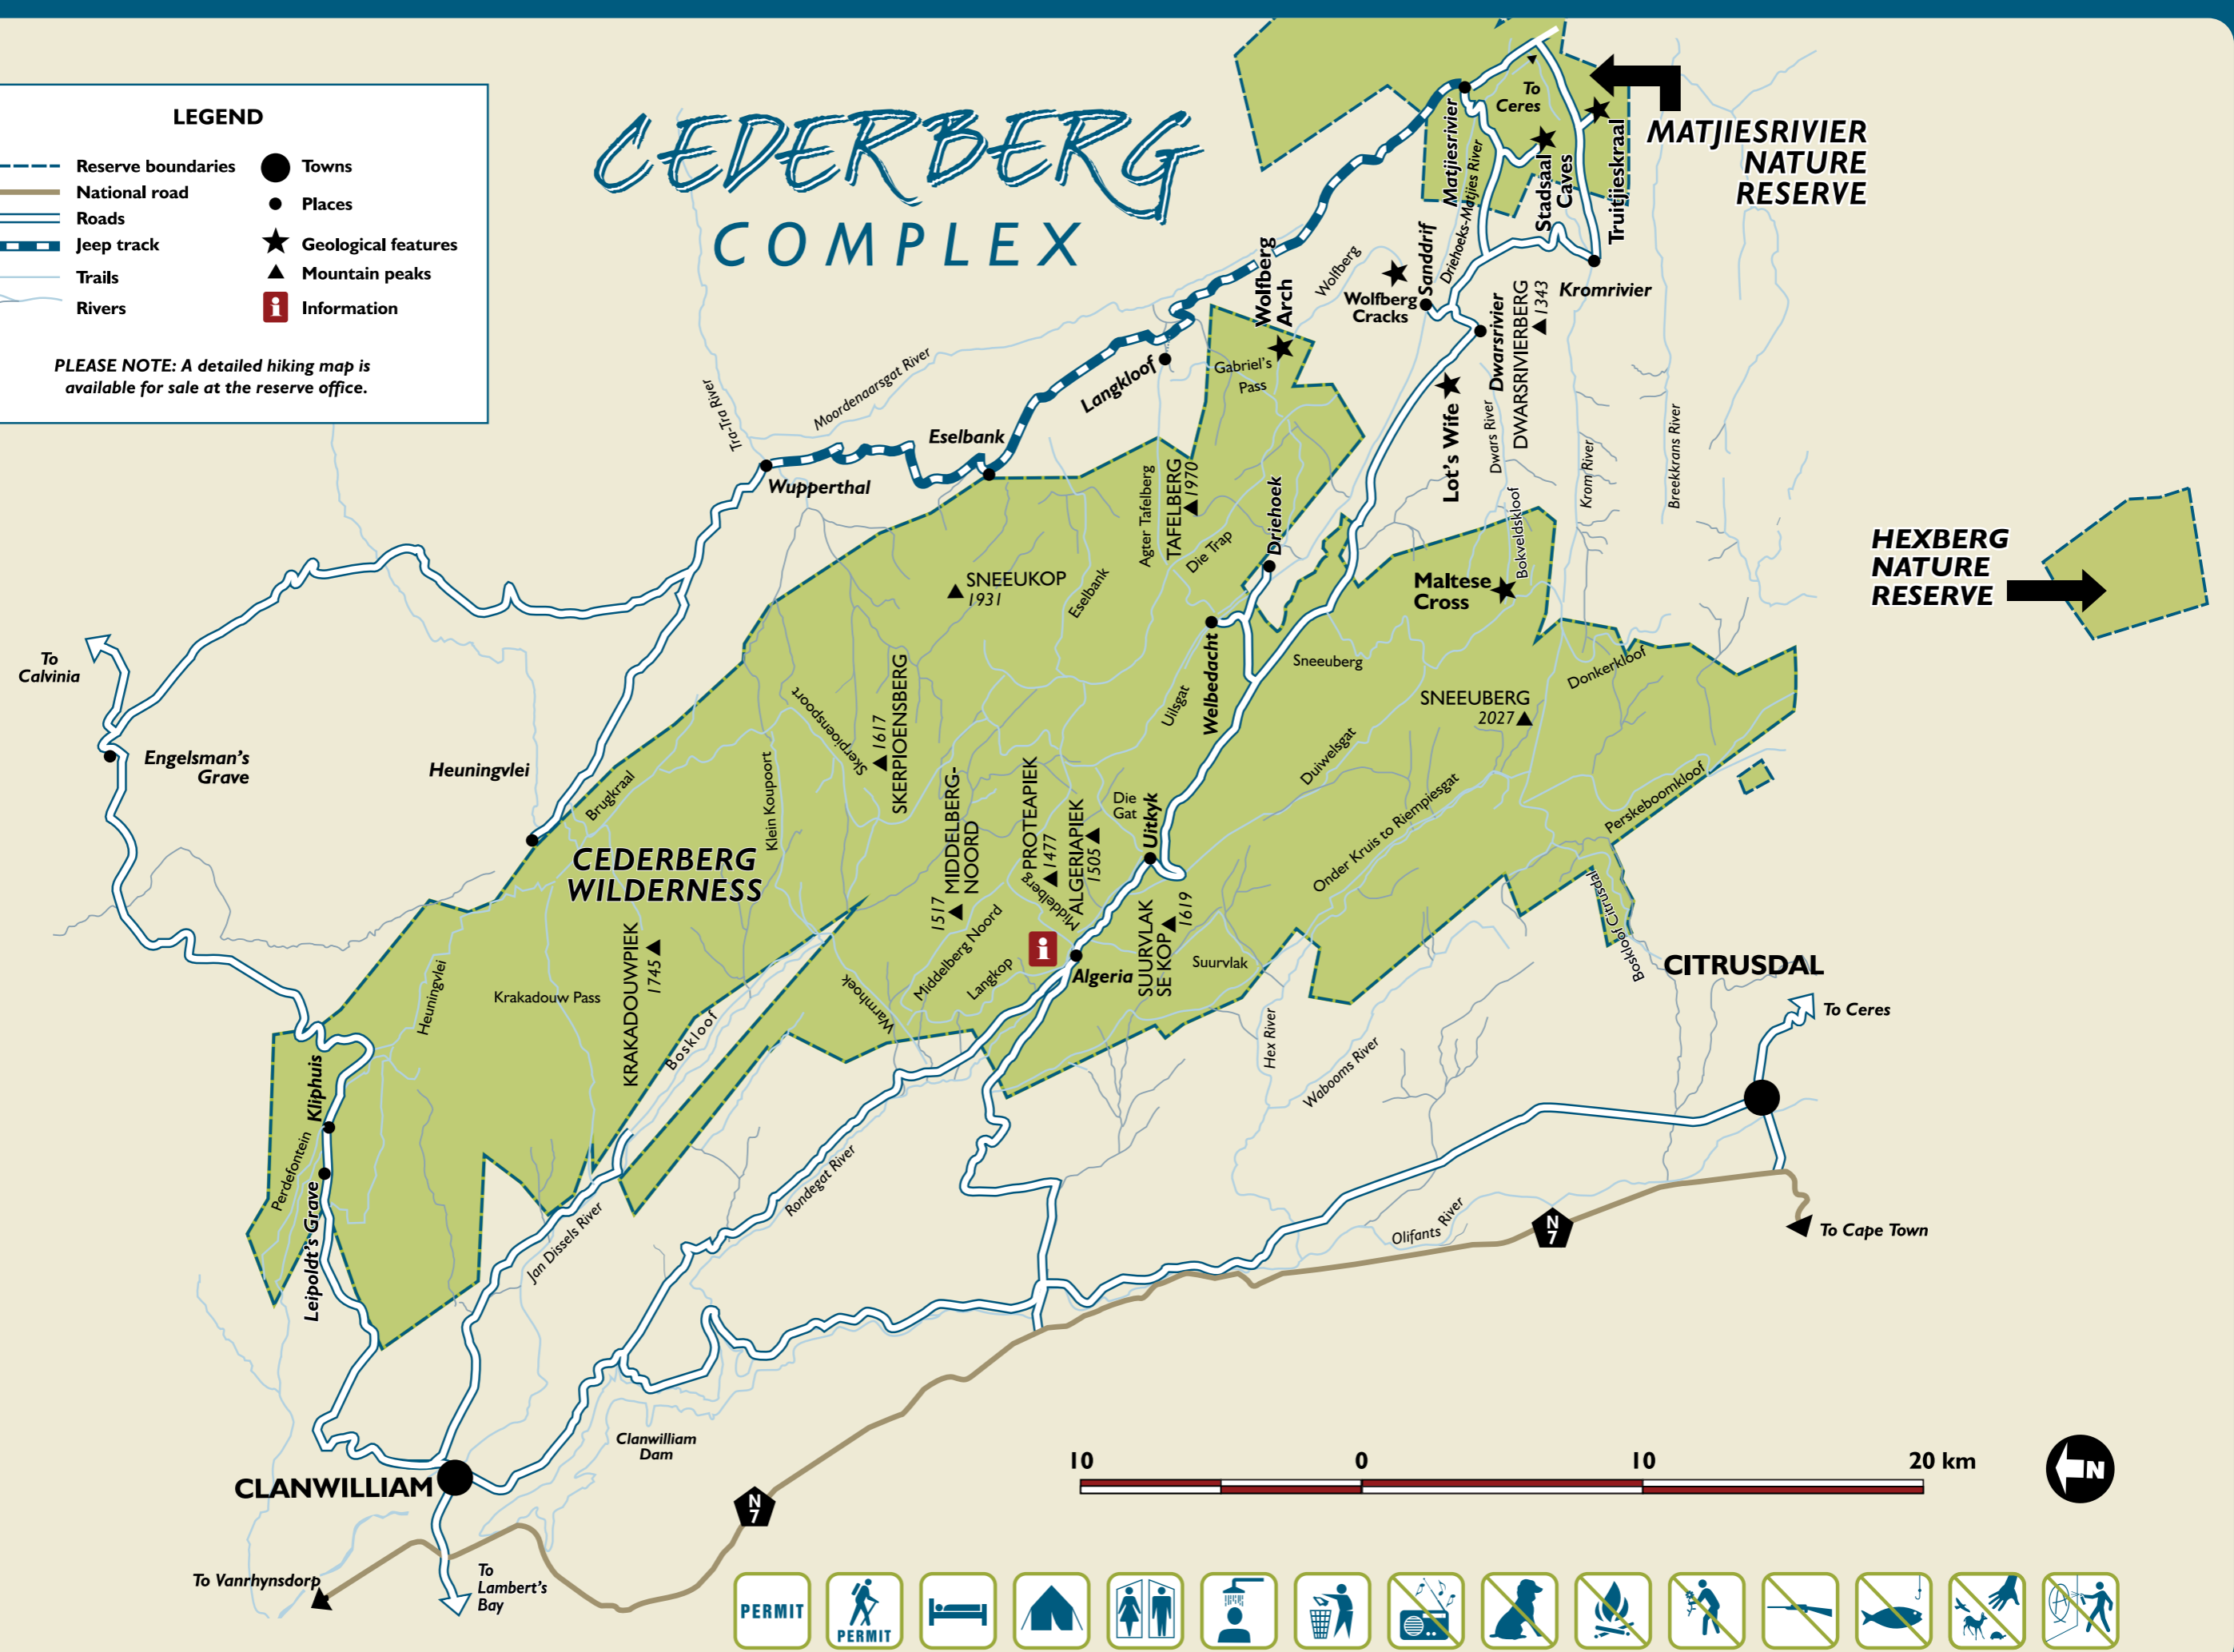 LEGEND
Reserve boundaries
National road
Roads
Jeep track
Trails
Rivers
Towns
Places
Geological features
Mountain peaks
i
Information
PLEASE NOTE: A detailed hiking map is
available for sale at the reserve office.
CEDERBERG
COMPLEX
MATJIESRIVIER
NATURE
RESERVE
To
Ceres
Matjiesrivier
Driehoeks-Matjies River
Stadsaal
Caves
Truitjieskraal
Sandrif
Wolfberg
Wolfberg
Cracks
Wolfberg
Arch
Kromrivier
Dwarsrivier
DWARSRIVIERBERG
1343
Gabriel's
Pass
Langkloof
Moordenaarsgat River
Tra-Tra River
Eselbank
Wupperthal
Lot's Wife
Dwars River
Krom River
Breekkrans River
Bokveldskloof
Agter Tafelberg
TAFELBERG
1970
Die Trap
Driehoek
HEXBERG
NATURE
RESERVE
Maltese
Cross
SNEEUKOP
1931
Eselbank
Welbedacht
Uilsgat
Sneeuberg
Donkerkloof
SNEEUBERG
2027
To
Calvinia
Engelsman's
Grave
Heuningvlei
Brugkraal
Skerpioenspoort
1617
SKERPIOENSBERG
Klein Koupoort
Duiwelsgat
Onder Kruis to Riempiesgat
Perskeboomkloof
Die
Gat
Uitkyk
CEDERBERG
WILDERNESS
1517
MIDDELBERG-
NOORD
PROTEAPIEK
1477
Middelberg
ALGERIAPIEK
1505
Middelberg Noord
Langkop
i
Algeria
SUURVLAK
SE KOP
1619
Suurvlak
Boskloof Citrusdal
CITRUSDAL
To Ceres
KRAKADOUWPIEK
1745
Krakadouw Pass
Heuningvlei
Warmhoek
Boskloof
Hex River
Wabooms River
Kliphuis
Perdefontein
Leipoldt's Grave
Jan Dissels River
Rondegat River
Olifants River
N
7
To Cape Town
Clanwilliam
Dam
CLANWILLIAM
N
7
To Vanrhynsdorp
To
Lambert's
Bay
10 0 10 20 km
N
PERMIT
PERMIT